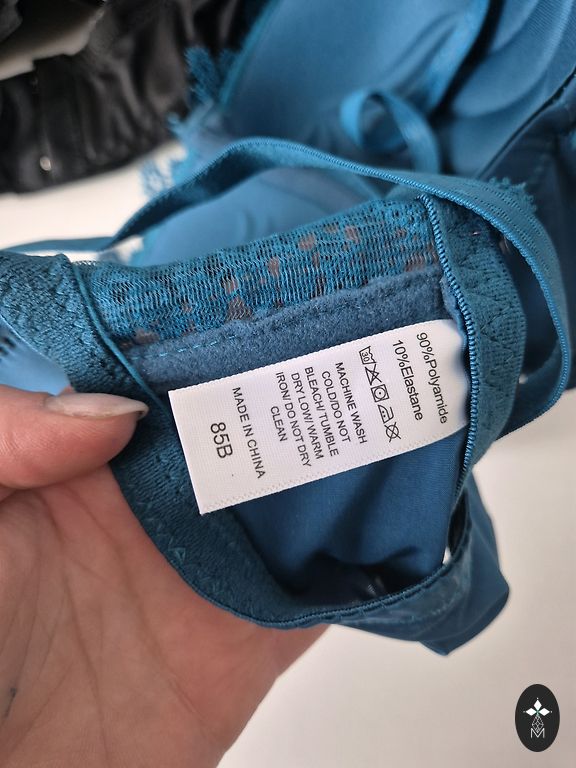 90%Polyamide
10%Elastane
30
MACHINE WASH
COLD/DO NOT
BLEACH/TUMBLE
DRY LOW/WARM
IRON/DO NOT DRY
CLEAN
MADE IN CHINA
85B
M